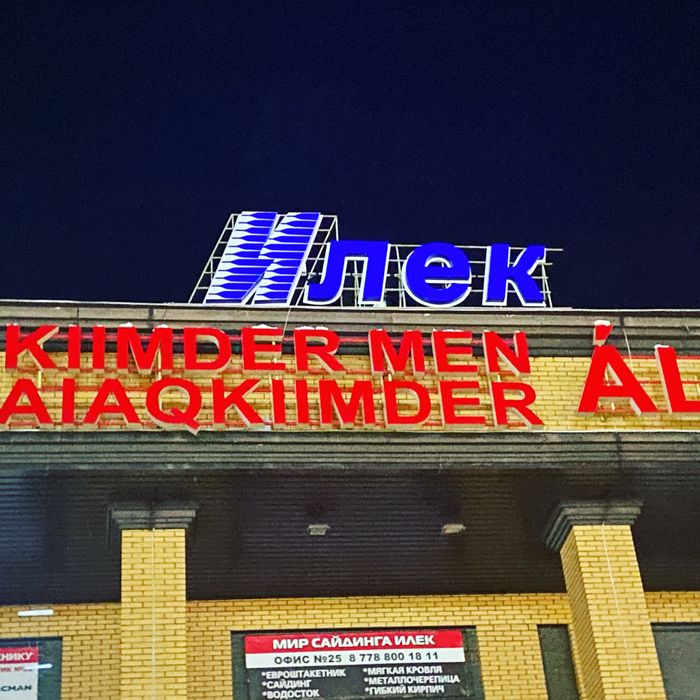 Илек
KIIMDER MEN
AIAQKIIMDER
ÁL
МИР САЙДИНГА ИЛЕК
ОФИС №25 8 778 800 18 11
*ЕВРОШТАКЕТНИК
*САЙДИНГ
*ВОДОСТОК
*МЯГКАЯ КРОВЛЯ
*МЕТАЛЛОЧЕРЕПИЦА
*ГИБКИЙ КИРПИЧ